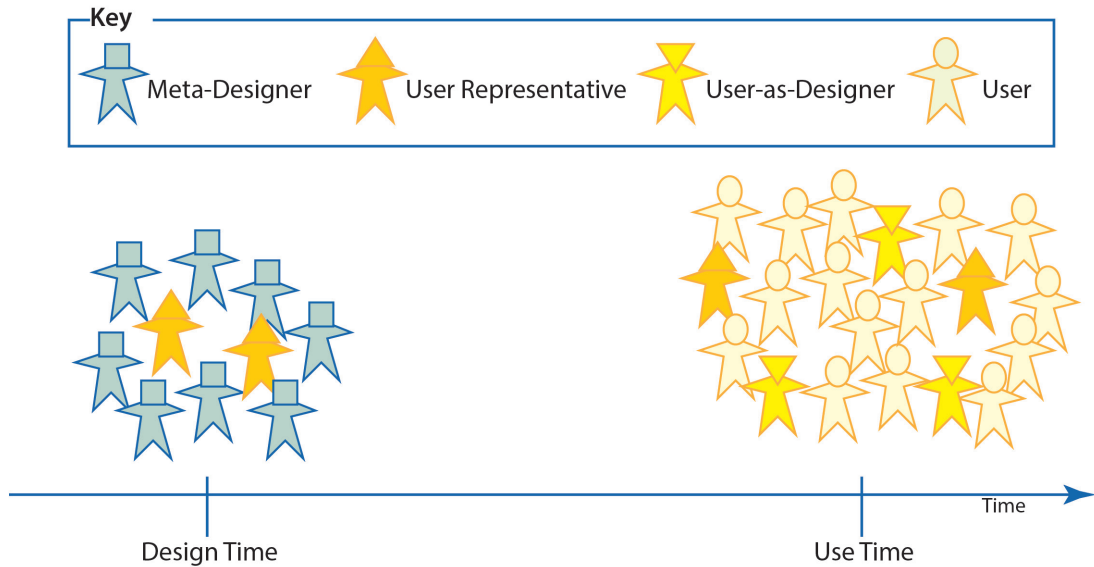 Key
Meta-Designer User Representative User-as-Designer User
Time
Design Time Use Time